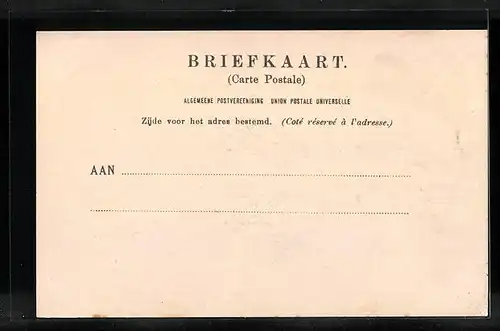 BRIEFKAART.
(Carte Postale)
ALGEMEENE POSTVEREENIGING UNION POSTALE UNIVERSELLE
Zijde voor het adres bestemd. (Coté réservé à l'adresse.)
AAN